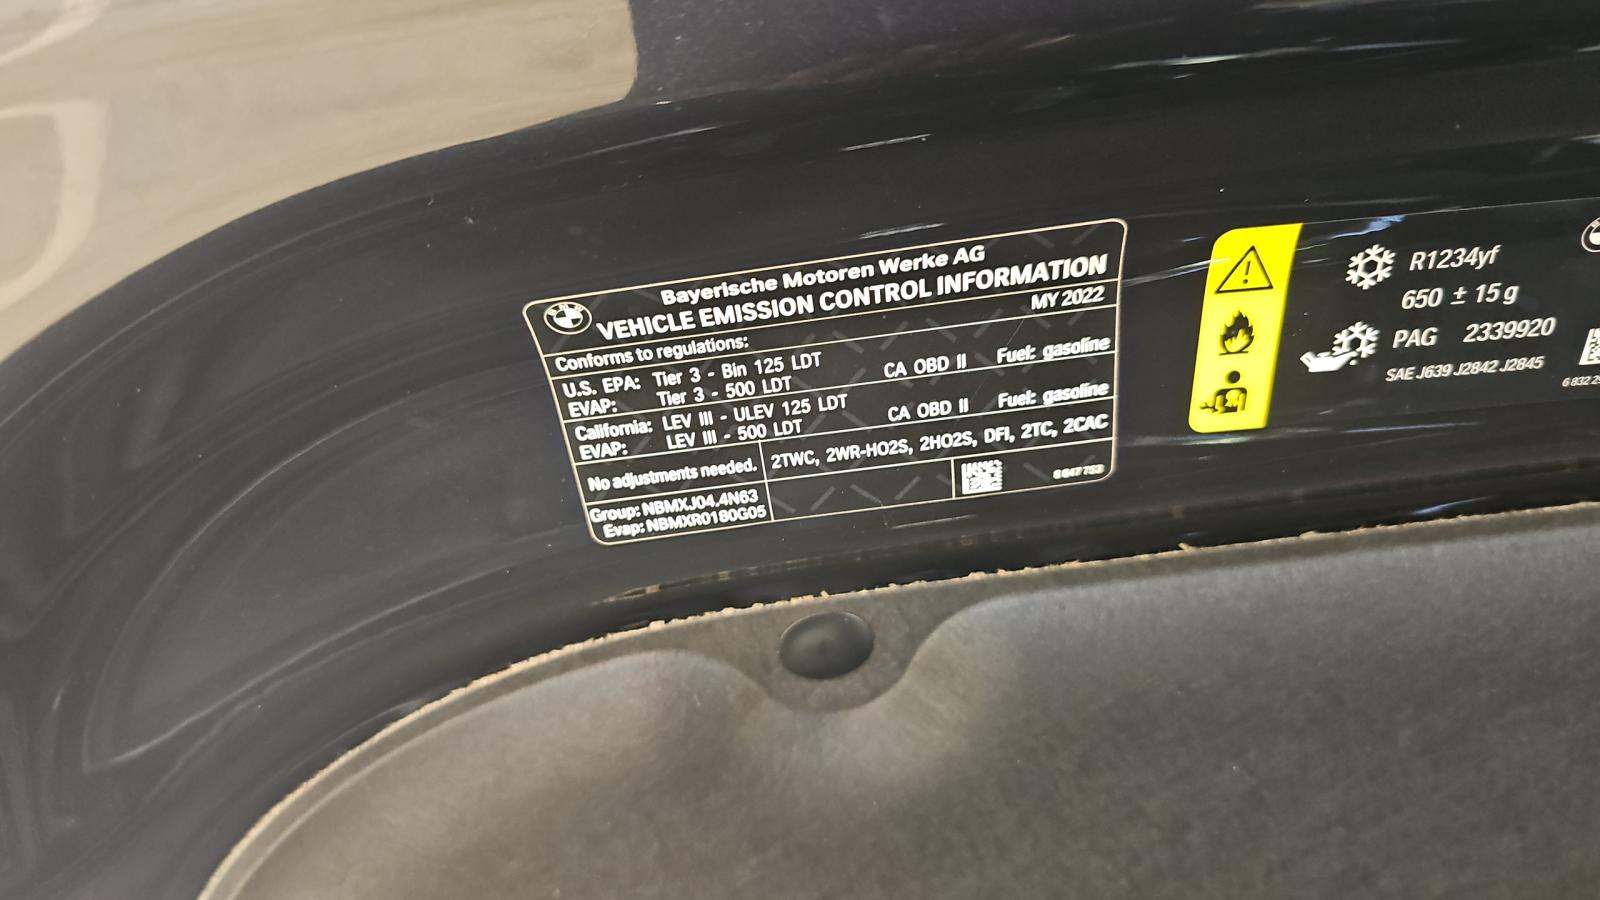 Bayerische Motoren Werke AG
VEHICLE EMISSION CONTROL INFORMATION
MY 2022
Conforms to regulations:
U.S. EPA: Tier 3 - Bin 125 LDT CA OBD II Fuel: gasoline
EVAP: Tier 3 - 500 LDT
California: LEV III - ULEV 125 LDT CA OBD II Fuel: gasoline
EVAP: LEV III - 500 LDT
No adjustments needed. 2TWC, 2WR-HO2S, 2HO2S, DFI, 2TC, 2CAC
Group: NBMXJ04.4N63
Evap: NBMXR0180G05
R1234yf
650 ± 15 g
PAG 2339920
SAE J639 J2842 J2845